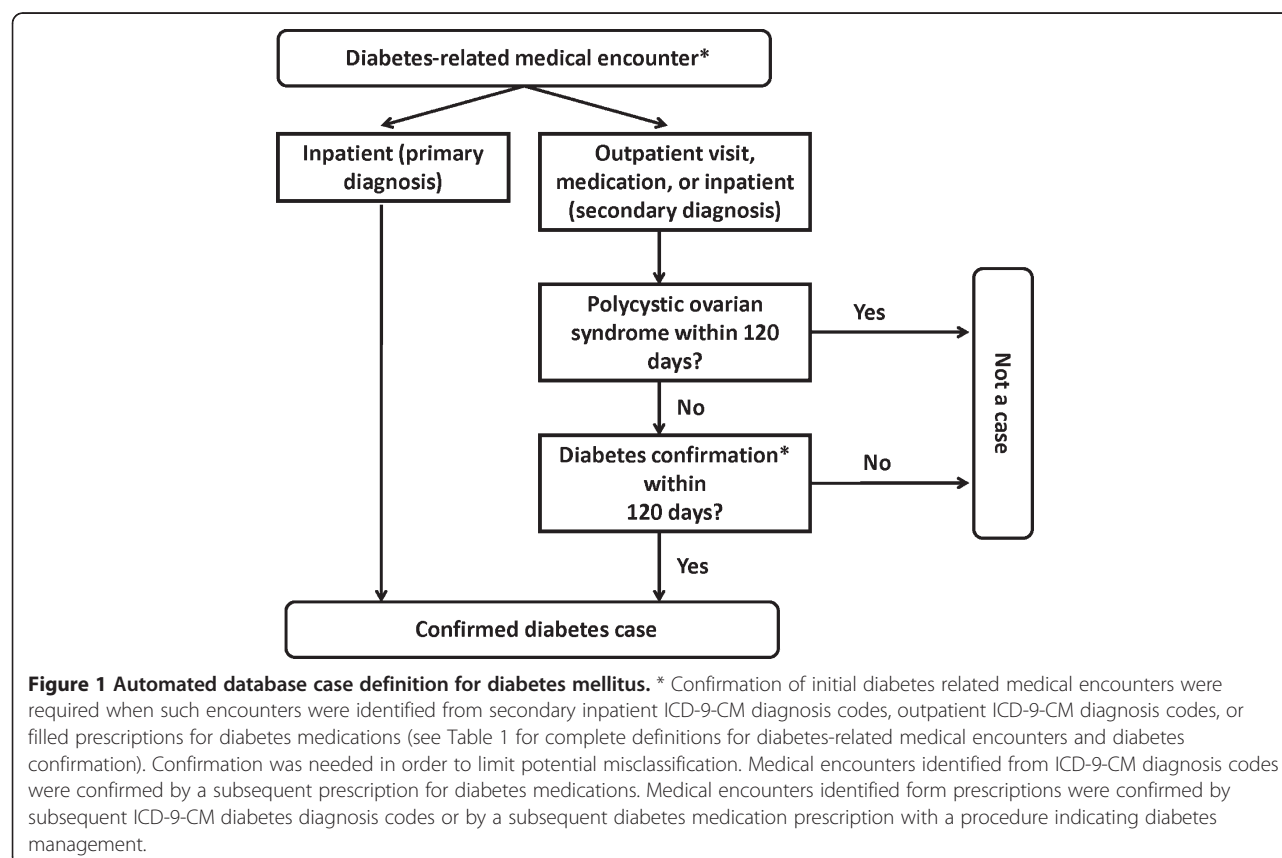 Diabetes-related medical encounter*
Inpatient (primary
diagnosis)
Outpatient visit,
medication, or inpatient
(secondary diagnosis)
Polycystic ovarian
syndrome within 120
days?
Yes
Not a case
No
Diabetes confirmation*
within
120 days?
No
Yes
Confirmed diabetes case
Figure 1 Automated database case definition for diabetes mellitus. * Confirmation of initial diabetes related medical encounters were
required when such encounters were identified from secondary inpatient ICD-9-CM diagnosis codes, outpatient ICD-9-CM diagnosis codes, or
filled prescriptions for diabetes medications (see Table 1 for complete definitions for diabetes-related medical encounters and diabetes
confirmation). Confirmation was needed in order to limit potential misclassification. Medical encounters identified from ICD-9-CM diagnosis codes
were confirmed by a subsequent prescription for diabetes medications. Medical encounters identified form prescriptions were confirmed by
subsequent ICD-9-CM diabetes diagnosis codes or by a subsequent diabetes medication prescription with a procedure indicating diabetes
management.